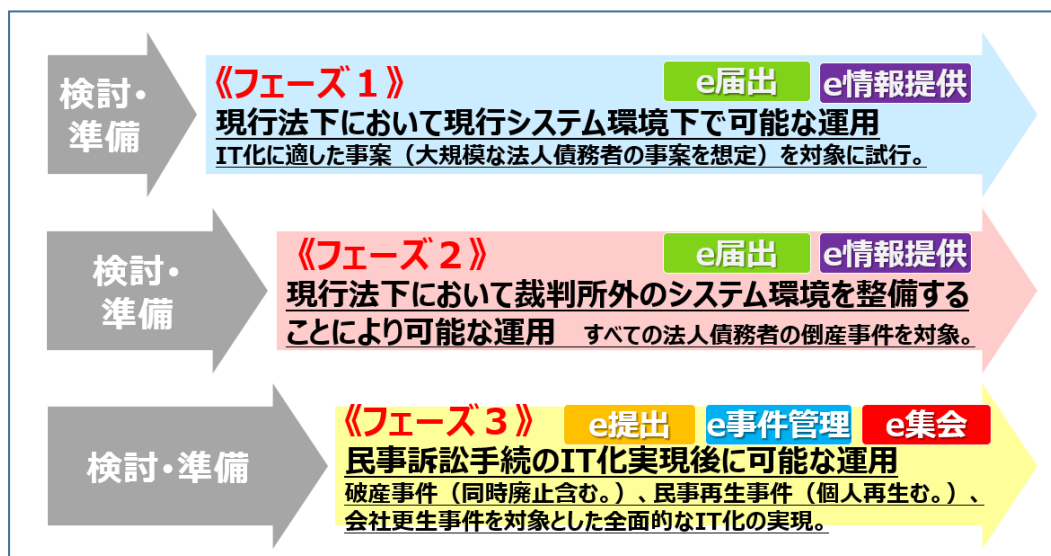 検討・
準備
《フェーズ１》
e届出
e情報提供
現行法下において現行システム環境下で可能な運用
IT化に適した事案（大規模な法人債務者の事案を想定）を対象に試行。
検討・
準備
《フェーズ２》
e届出
e情報提供
現行法下において裁判所外のシステム環境を整備する
ことにより可能な運用　すべての法人債務者の倒産事件を対象。
検討・準備
《フェーズ３》
e提出
e事件管理
e集会
民事訴訟手続のIT化実現後に可能な運用
破産事件（同時廃止含む。）、民事再生事件（個人再生む。）、
会社更生事件を対象とした全面的なIT化の実現。